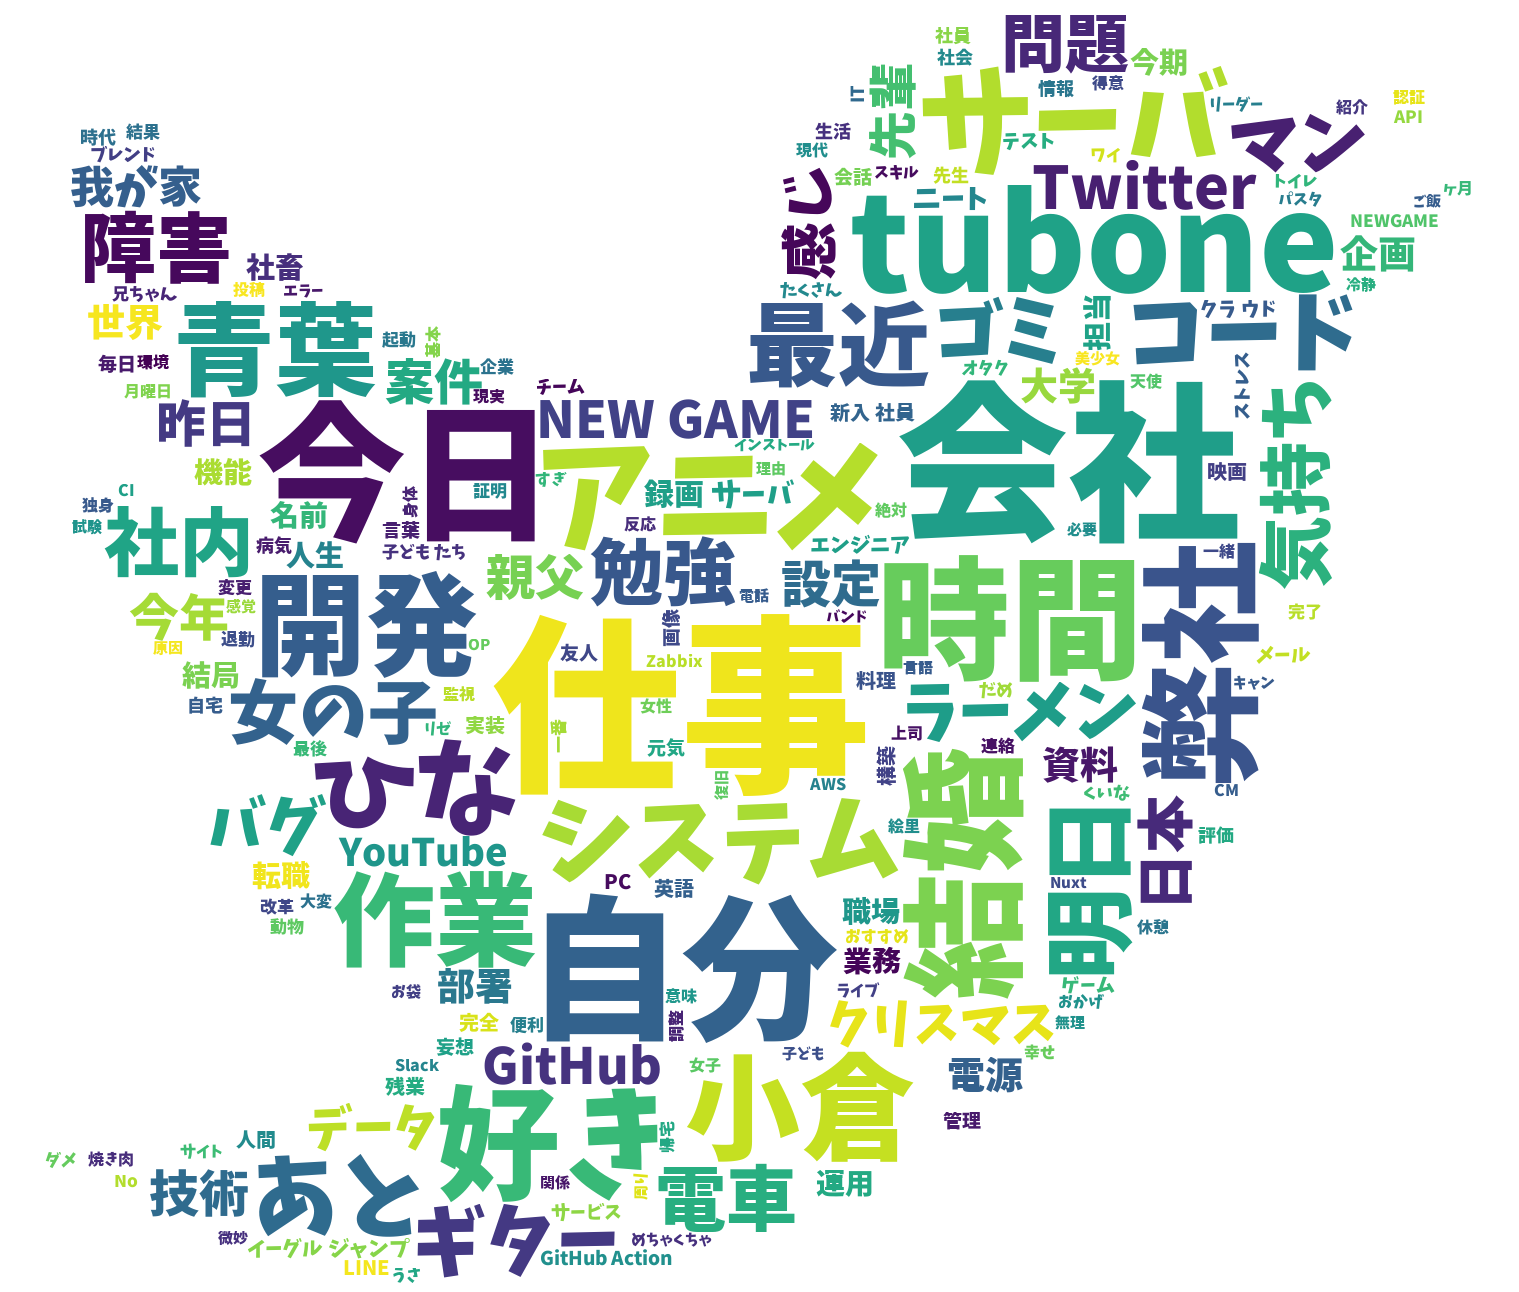 社員
社会
問題
今期
情報
得意
IT
先輩
サーバ
リーダー
マン
紹介
認証
API
時代
結果
ブレンド
我が家
障害
社畜
生活
現代
テスト
ワイ
会話
スキル
先生
ニート
Twitter
トイレ
パスタ
ケ月
ご飯
NEWGAME
感じ
tubone
企画
冷静
兄ちゃん
投稿
エラー
たくさん
世界
青葉
起動
基本
最近
ゴミ
担当
コード
クラ ウド
毎日
環境
月曜日
案件
企業
現実
チーム
オタク
美少女
大学
天使
ストレス
昨日
今日
NEW GAME
新入 社員
会社
気持ち
機能
アニメ
インストール
理由
すぎ
録画 サーバ
絶対
映画
CI
独身
試験
社内
名前
身体
証明
言葉
反応
必要
病気
人生
子ども たち
親父
勉強
エンジニア
設定
時間
一緒
弊社
変更
今年
感覚
開発
電話
バンド
完了
原因
退勤
OP
友人
画像
Zabbix
料理
言語
メール
結局
自宅
女の子
監視
仕事
女性
だめ
キャン
リゼ
実装
一番
元気
ラーメン
上司
連絡
最後
ひな
復旧
AWS
構築
資料
CM
くいな
バグ
システム
絵里
結婚
明日
日本
評価
YouTube
転職
作業
PC
英語
Nuxt
改革
大変
動物
自分
職場
おすすめ
業務
休憩
お袋
部署
意味
ライブ
ゲーム
おかげ
完全
便利
調整
クリスマス
無理
妄想
GitHub
子ども
幸せ
Slack
残業
女子
小倉
電源
データ
好き
帰宅
管理
人間
サイト
ダメ
焼き肉
No
技術
あと
関係
周り
電車
運用
微妙
イーグル ジャンプ
ギター
サービス
めちゃくちゃ
LINE
うさ
GitHub Action